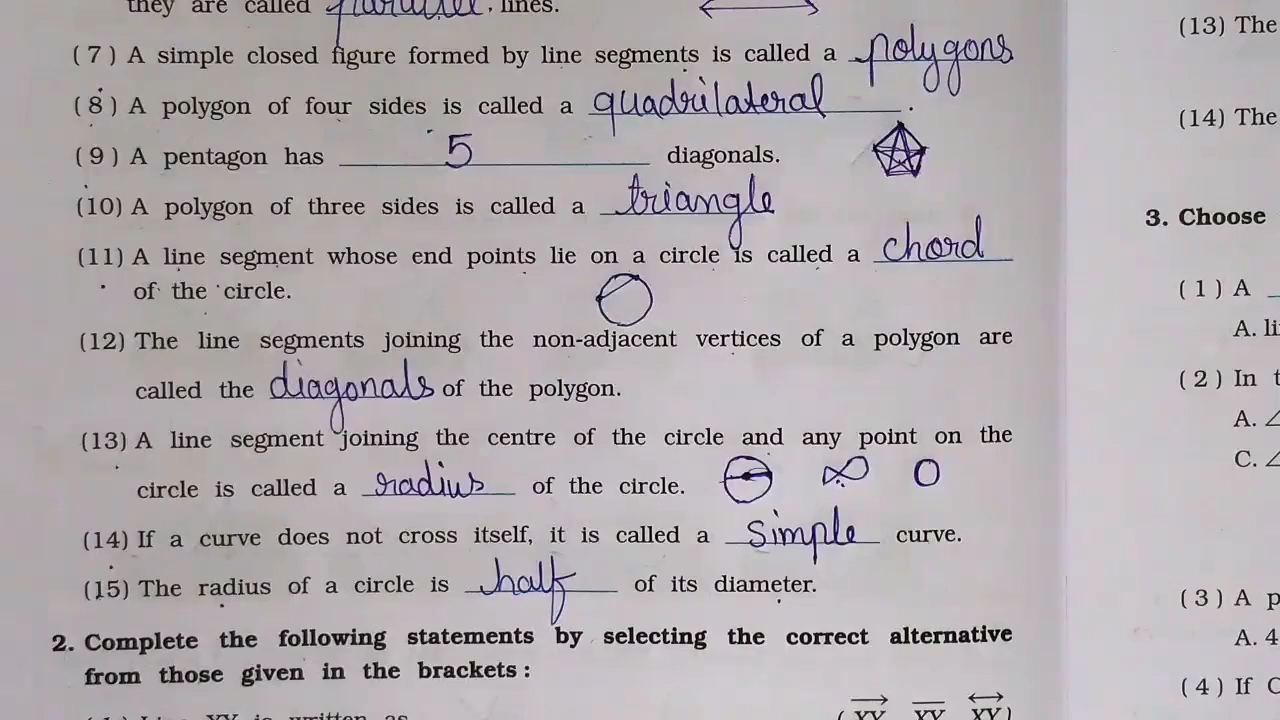 they are called parallel, lines.
(7) A simple closed figure formed by line segments is called a polygons
(8) A polygon of four sides is called a quadrilateral.
(9) A pentagon has 5 diagonals.
(10) A polygon of three sides is called a triangle
(11) A line segment whose end points lie on a circle is called a chord
of the circle.
(12) The line segments joining the non-adjacent vertices of a polygon are
called the diagonals of the polygon.
(13) A line segment joining the centre of the circle and any point on the
circle is called a radius of the circle.
(14) If a curve does not cross itself, it is called a simple curve.
(15) The radius of a circle is half of its diameter.
2. Complete the following statements by selecting the correct alternative
from those given in the brackets :
XY is written as
(XY XY XY)
(13) The
(14) The
3. Choose
(1) A
A. li
(2) In t
A. ∠
C. ∠
(3) A p
A. 4
(4) If C